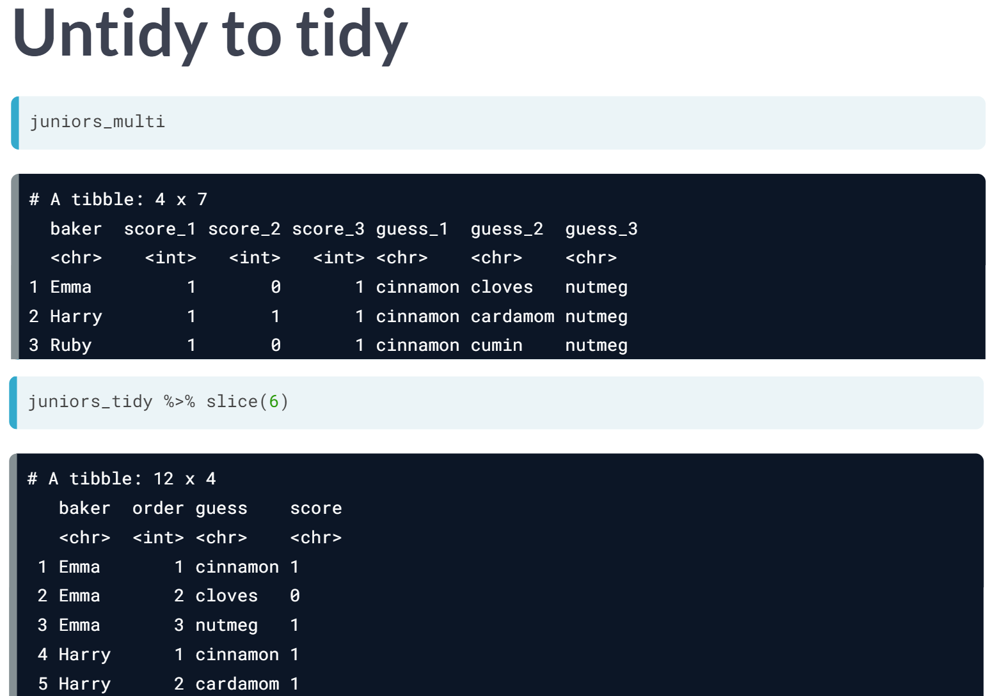 Untidy to tidy
juniors_multi
# A tibble: 4 x 7
  baker  score_1 score_2 score_3 guess_1  guess_2  guess_3
  <chr>    <int>   <int>   <int> <chr>    <chr>    <chr>
1 Emma         1       0       1 cinnamon cloves   nutmeg
2 Harry        1       1       1 cinnamon cardamom nutmeg
3 Ruby         1       0       1 cinnamon cumin    nutmeg
juniors_tidy %>% slice(6)
# A tibble: 12 x 4
   baker  order guess    score
   <chr>  <int> <chr>    <chr>
 1 Emma       1 cinnamon 1
 2 Emma       2 cloves   0
 3 Emma       3 nutmeg   1
 4 Harry      1 cinnamon 1
 5 Harry      2 cardamom 1